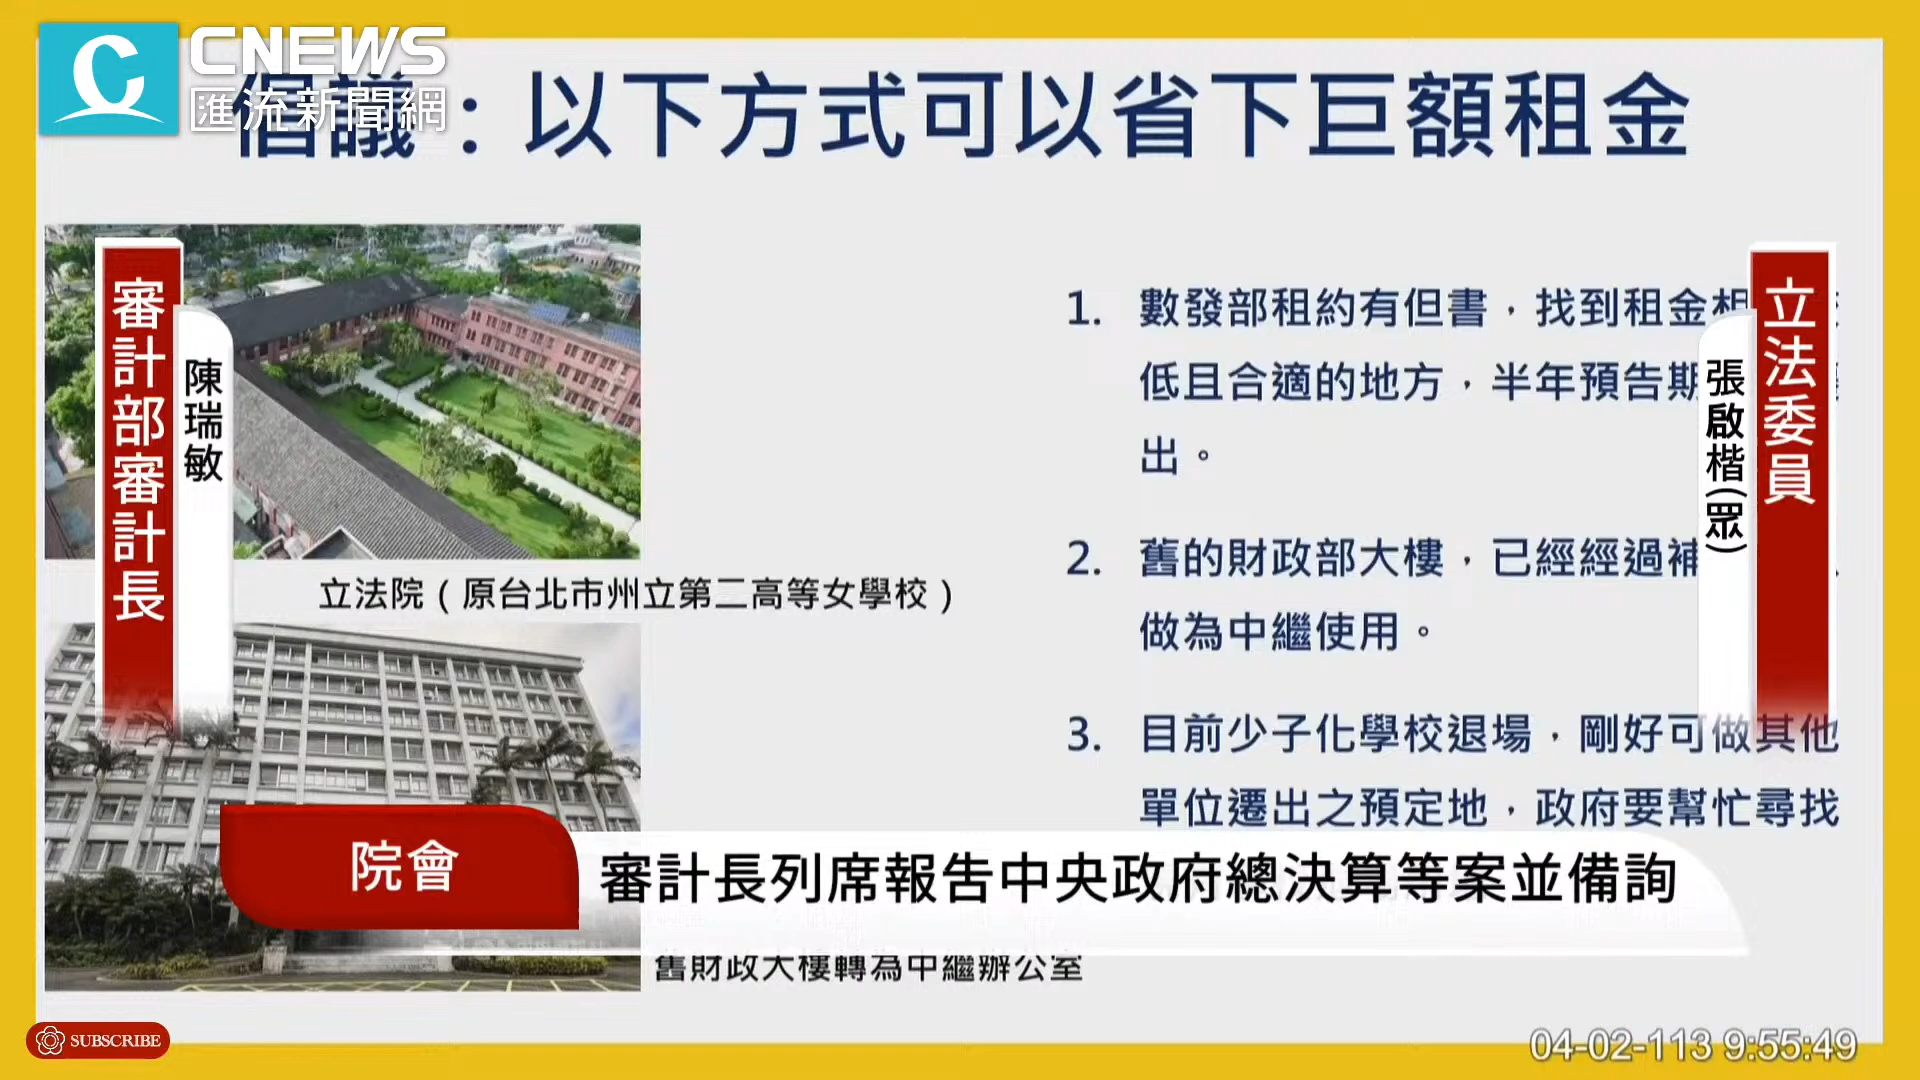 CNEWS
匯流新聞網
倡議：以下方式可以省下巨額租金
審計部審計長
陳瑞敏
立法委員
張啟楷(眾)
1. 數發部租約有但書，找到租金相
低且合適的地方，半年預告期
出。
立法院（原台北市州立第二高等女學校）
2. 舊的財政部大樓，已經經過補
做為中繼使用。
3. 目前少子化學校退場，剛好可做其他
單位遷出之預定地，政府要幫忙尋找
院會
審計長列席報告中央政府總決算等案並備詢
舊財政大樓轉為中繼辦公室
SUBSCRIBE
04-02-113 9:55:49